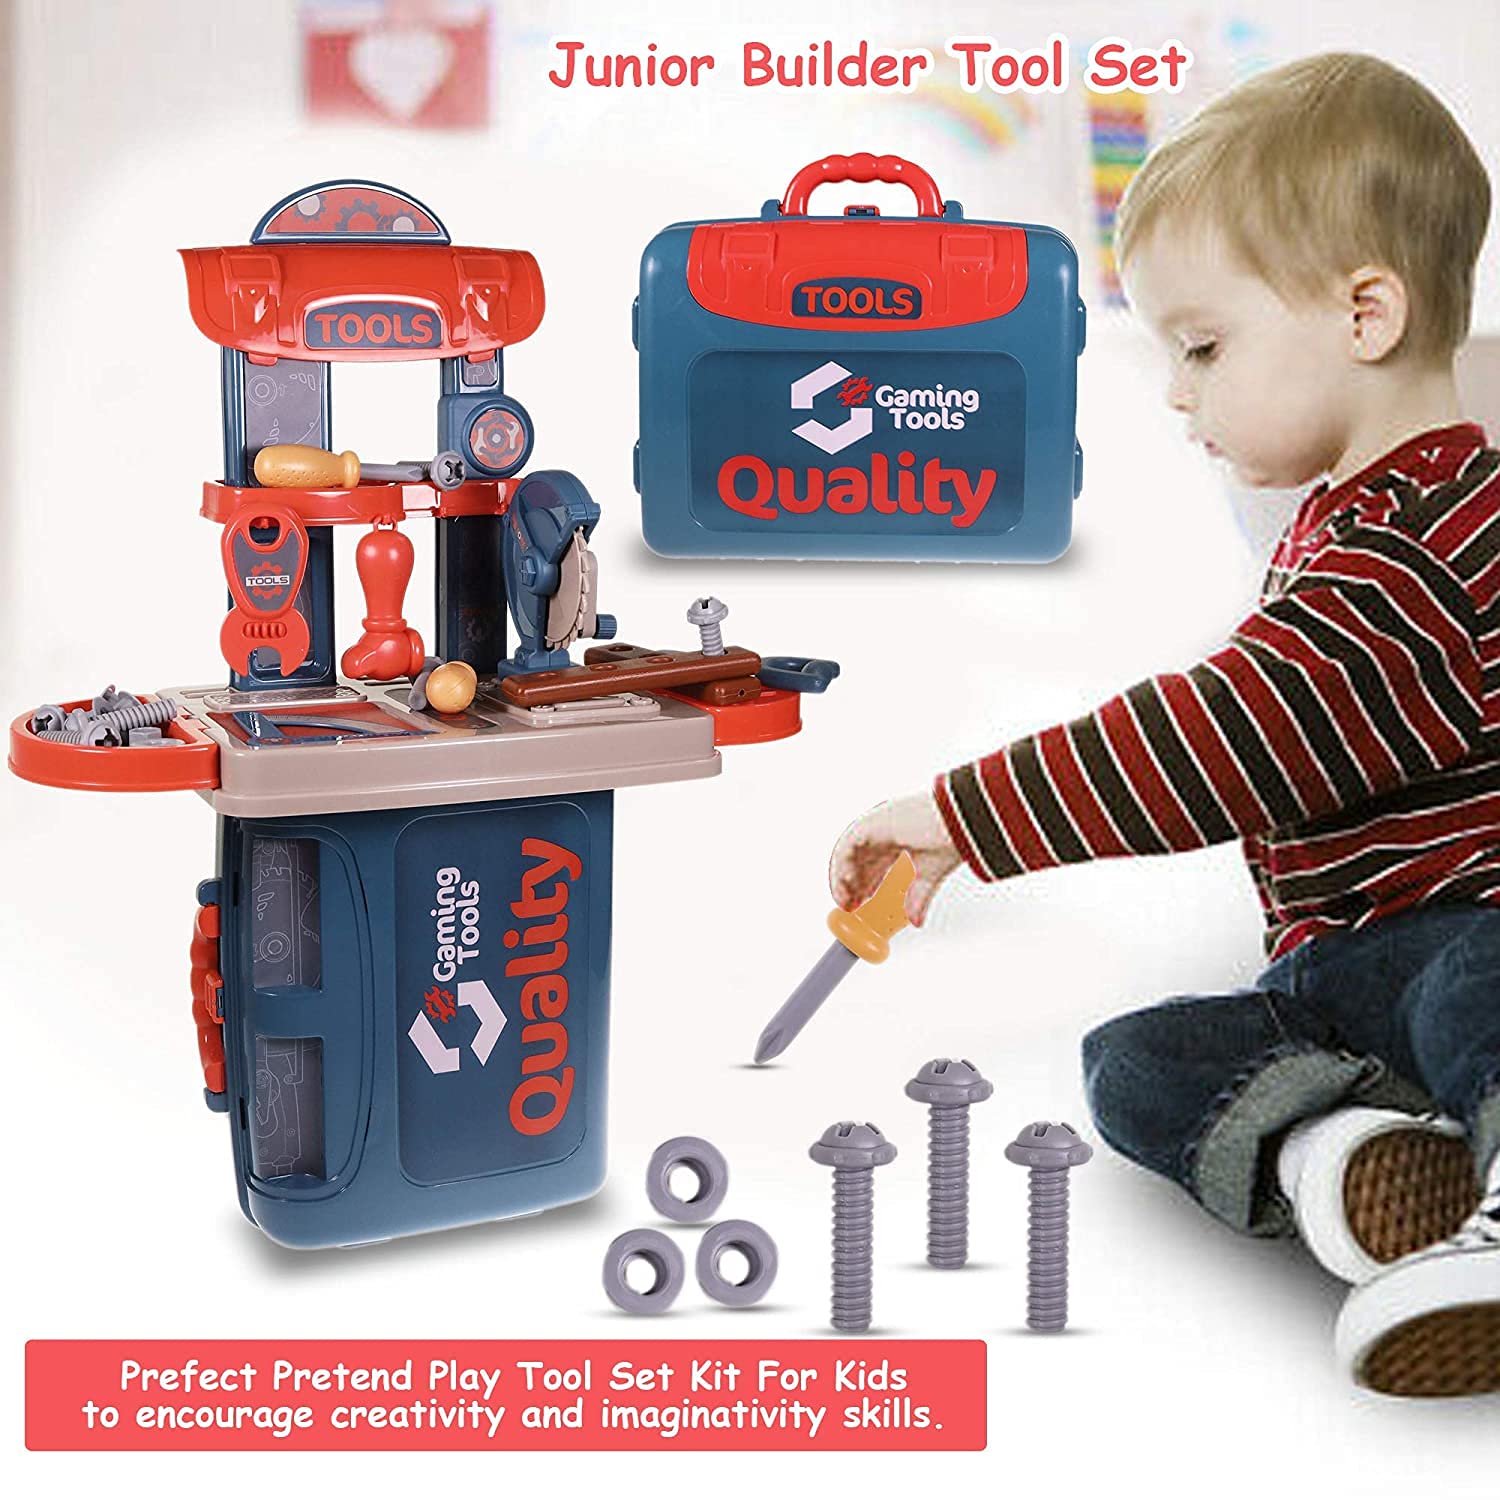 Junior Builder Tool Set
TOOLS
TOOLS
Gaming
Tools
Quality
TOOLS
Gaming
Tools
Quality
Prefect Pretend Play Tool Set Kit For Kids
to encourage creativity and imaginativity skills.